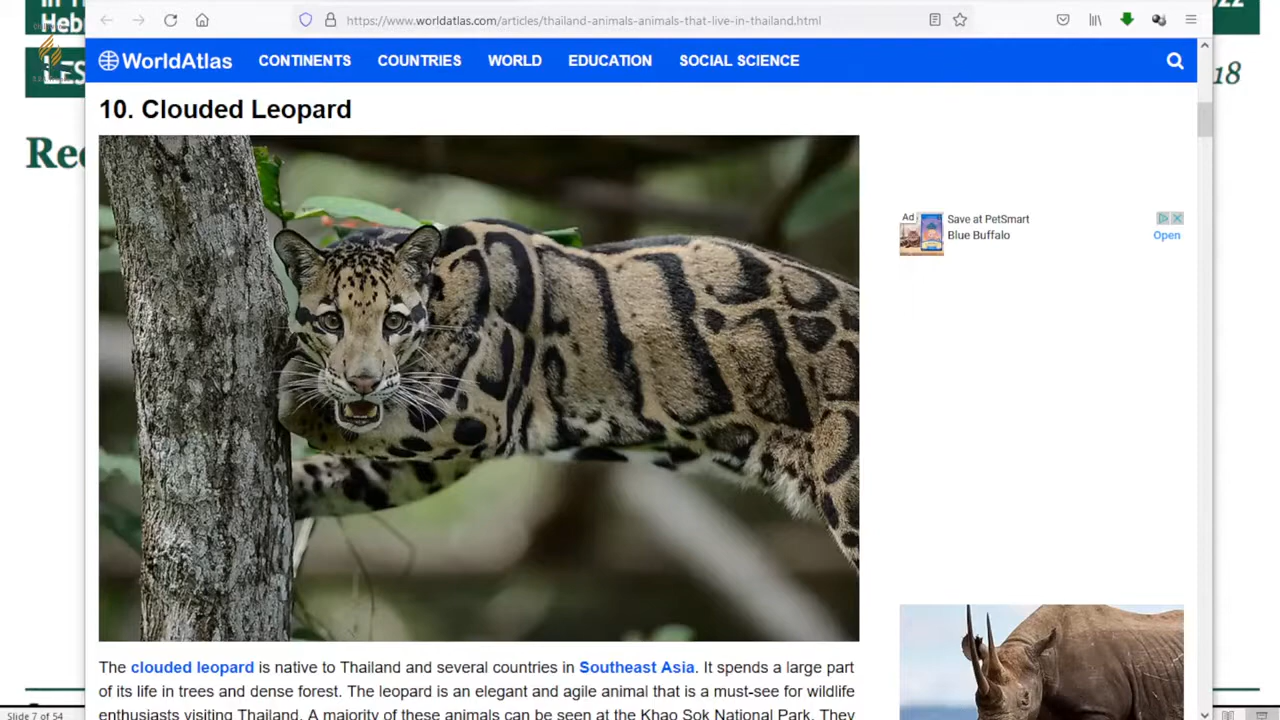 Heb
https://www.worldatlas.com/articles/thailand-animals-animals-that-live-in-thailand.html
LES
18
WorldAtlas CONTINENTS COUNTRIES WORLD EDUCATION SOCIAL SCIENCE
Rec
10. Clouded Leopard
Ad Save at PetSmart
Blue Buffalo
Open
The clouded leopard is native to Thailand and several countries in Southeast Asia. It spends a large part
of its life in trees and dense forest. The leopard is an elegant and agile animal that is a must-see for wildlife
enthusiasts visiting Thailand. A majority of these animals can be seen at the Khao Sok National Park. They
Slide 7 of 54